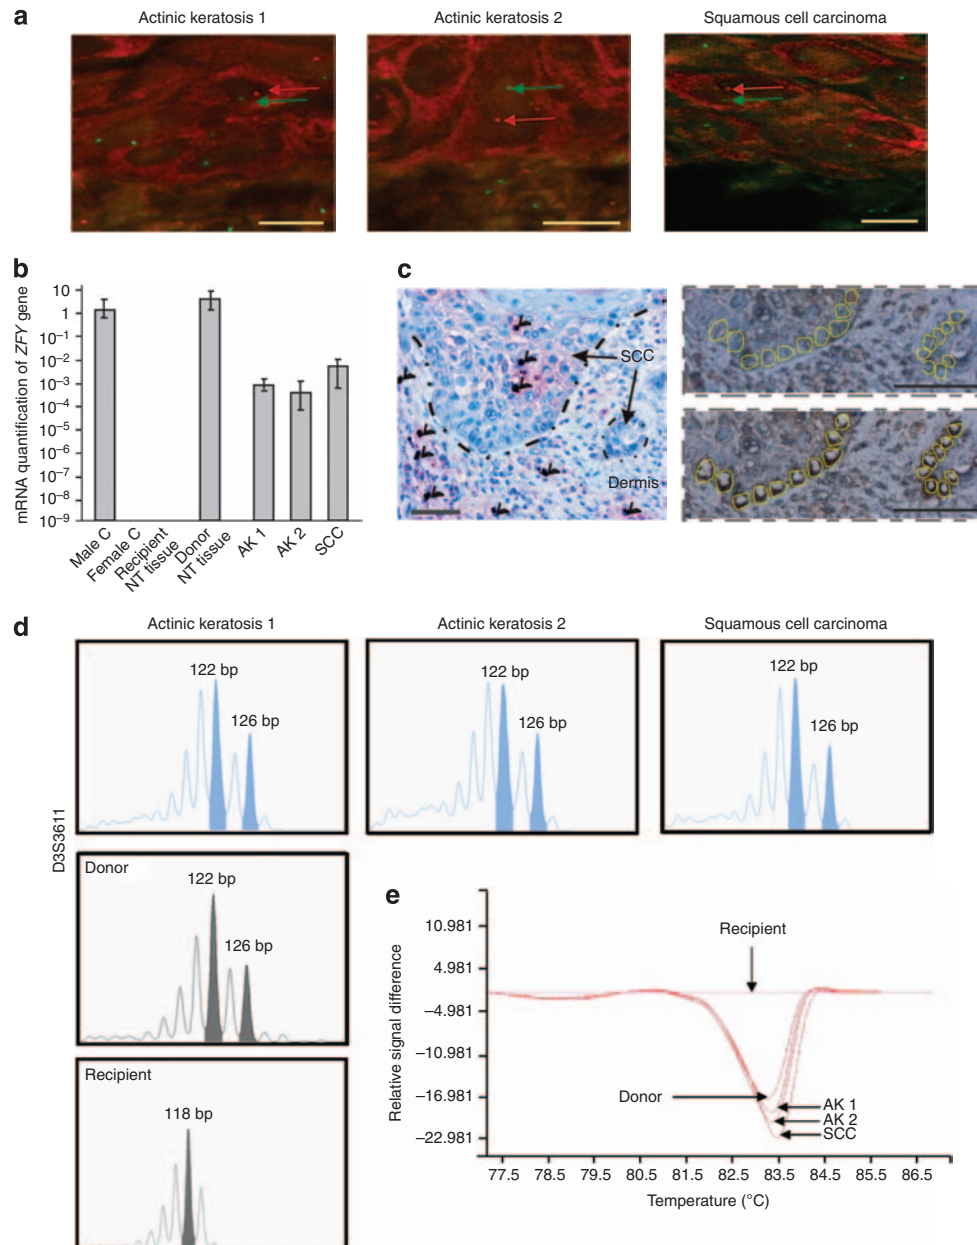 a
Actinic keratosis 1
Actinic keratosis 2
Squamous cell carcinoma
b
mRNA quantification of ZFY gene
10
1
10−1
10−2
10−3
10−4
10−5
10−6
10−7
10−8
10−9
Male C
Female C
Recipient
NT tissue
Donor
NT tissue
AK 1
AK 2
SCC
c
SCC
Dermis
d
Actinic keratosis 1
Actinic keratosis 2
Squamous cell carcinoma
D3S3611
122 bp
126 bp
122 bp
126 bp
122 bp
126 bp
Donor
122 bp
126 bp
Recipient
118 bp
e
Relative signal difference
10.981
4.981
−4.981
−10.981
−16.981
−22.981
Recipient
Donor
AK 1
AK 2
SCC
77.5 78.5 79.5 80.5 81.5 82.5 83.5 84.5 85.5 86.5
Temperature (°C)